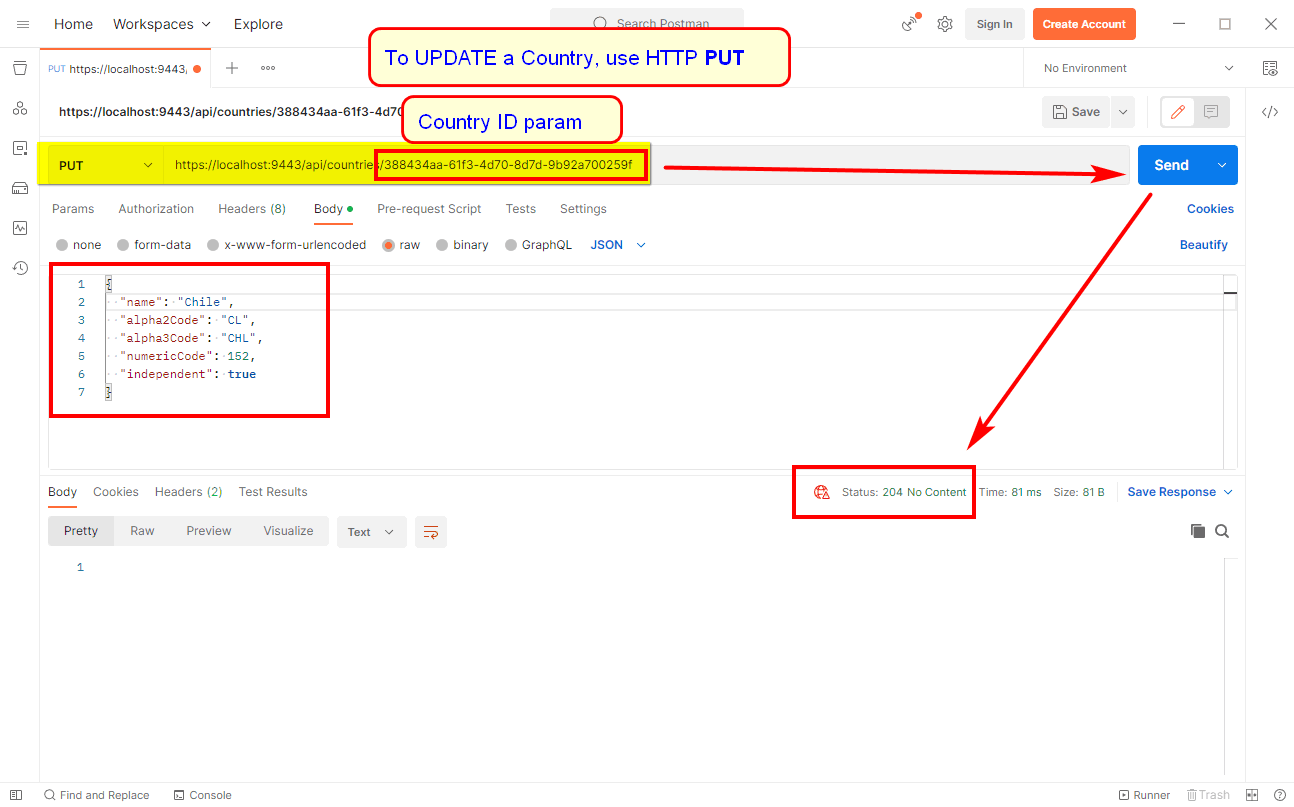 Home Workspaces Explore Search Postman Sign In Create Account
To UPDATE a Country, use HTTP PUT
PUT https://localhost:9443, No Environment
https://localhost:9443/api/countries/388434aa-61f3-4d70 Save
Country ID param
PUT https://localhost:9443/api/countries/388434aa-61f3-4d70-8d7d-9b92a700259f Send
Params Authorization Headers (8) Body Pre-request Script Tests Settings Cookies
none form-data x-www-form-urlencoded raw binary GraphQL JSON Beautify
1 {
2 "name": "Chile",
3 "alpha2Code": "CL",
4 "alpha3Code": "CHL",
5 "numericCode": 152,
6 "independent": true
7 }
Body Cookies Headers (2) Test Results Status: 204 No Content Time: 81 ms Size: 81 B Save Response
Pretty Raw Preview Visualize Text
1
Find and Replace Console Runner Trash